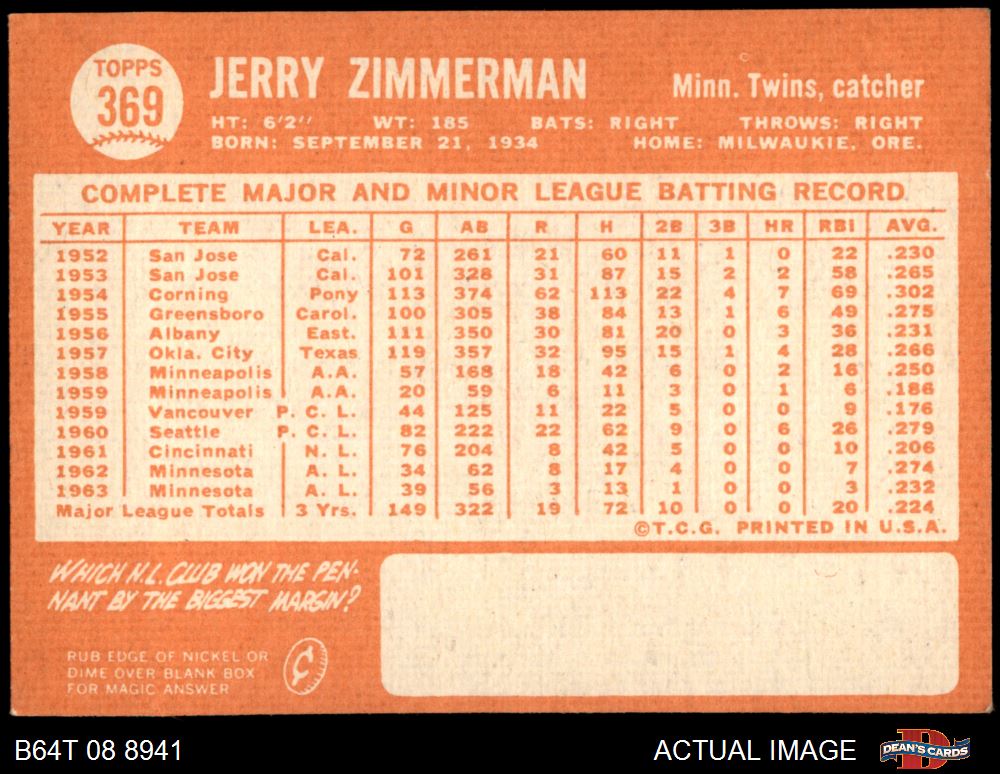 TOPPS
369
JERRY ZIMMERMAN
Minn. Twins, catcher
HT: 6'2" WT: 185 BATS: RIGHT THROWS: RIGHT
BORN: SEPTEMBER 21, 1934 HOME: MILWAUKIE, ORE.
COMPLETE MAJOR AND MINOR LEAGUE BATTING RECORD
YEAR TEAM LEA. G AB R H 2B 3B HR RBI AVG.
1952 San Jose Cal. 72 261 21 60 11 1 0 22 .230
1953 San Jose Cal. 101 328 31 87 15 2 2 58 .265
1954 Corning Pony 113 374 62 113 22 4 7 69 .302
1955 Greensboro Carol. 100 305 38 84 13 1 6 49 .275
1956 Albany East. 111 350 30 81 20 0 3 36 .231
1957 Okla. City Texas 119 357 32 95 15 1 4 28 .266
1958 Minneapolis A.A. 57 168 18 42 6 0 2 16 .250
1959 Minneapolis A.A. 20 59 6 11 3 0 1 6 .186
1959 Vancouver P. C. L. 44 125 11 22 5 0 0 9 .176
1960 Seattle P. C. L. 82 222 22 62 9 0 6 26 .279
1961 Cincinnati N. L. 76 204 8 42 5 0 0 10 .206
1962 Minnesota A. L. 34 62 8 17 4 0 0 7 .274
1963 Minnesota A. L. 39 56 3 13 1 0 0 3 .232
Major League Totals 3 Yrs. 149 322 19 72 10 0 0 20 .224
©T.C.G. PRINTED IN U.S.A.
WHICH N.L. CLUB WON THE PEN-
NANT BY THE BIGGEST MARGIN?
RUB EDGE OF NICKEL OR
DIME OVER BLANK BOX
FOR MAGIC ANSWER
¢
B64T 08 8941
ACTUAL IMAGE
DEAN'S CARDS